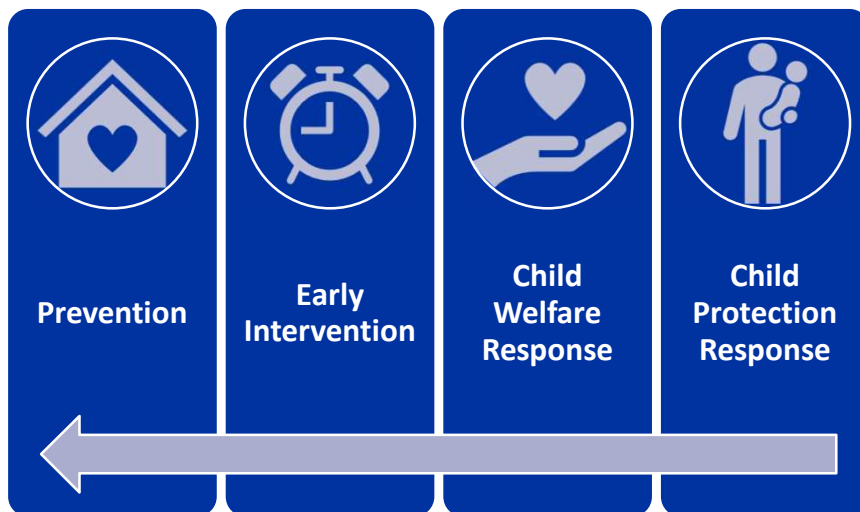 Prevention
Early
Intervention
Child
Welfare
Response
Child
Protection
Response